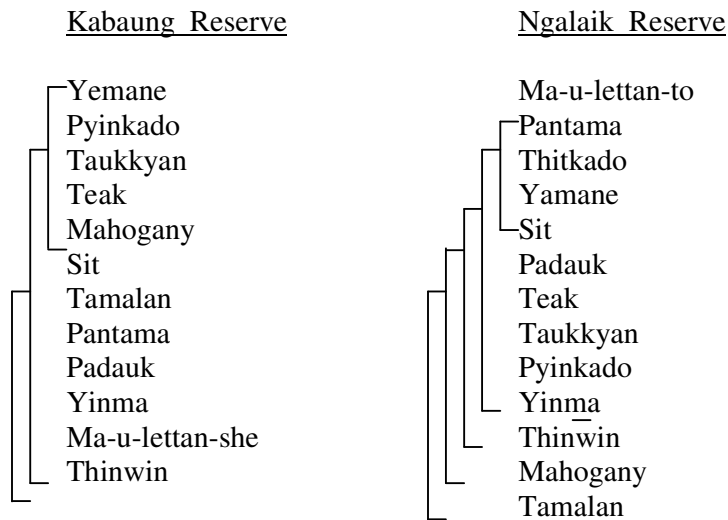 Kabaung Reserve
Yemane
Pyinkado
Taukkyan
Teak
Mahogany
Sit
Tamalan
Pantama
Padauk
Yinma
Ma-u-lettan-she
Thinwin
Ngalaik Reserve
Ma-u-lettan-to
Pantama
Thitkado
Yamane
Sit
Padauk
Teak
Taukkyan
Pyinkado
Yinma
Thinwin
Mahogany
Tamalan